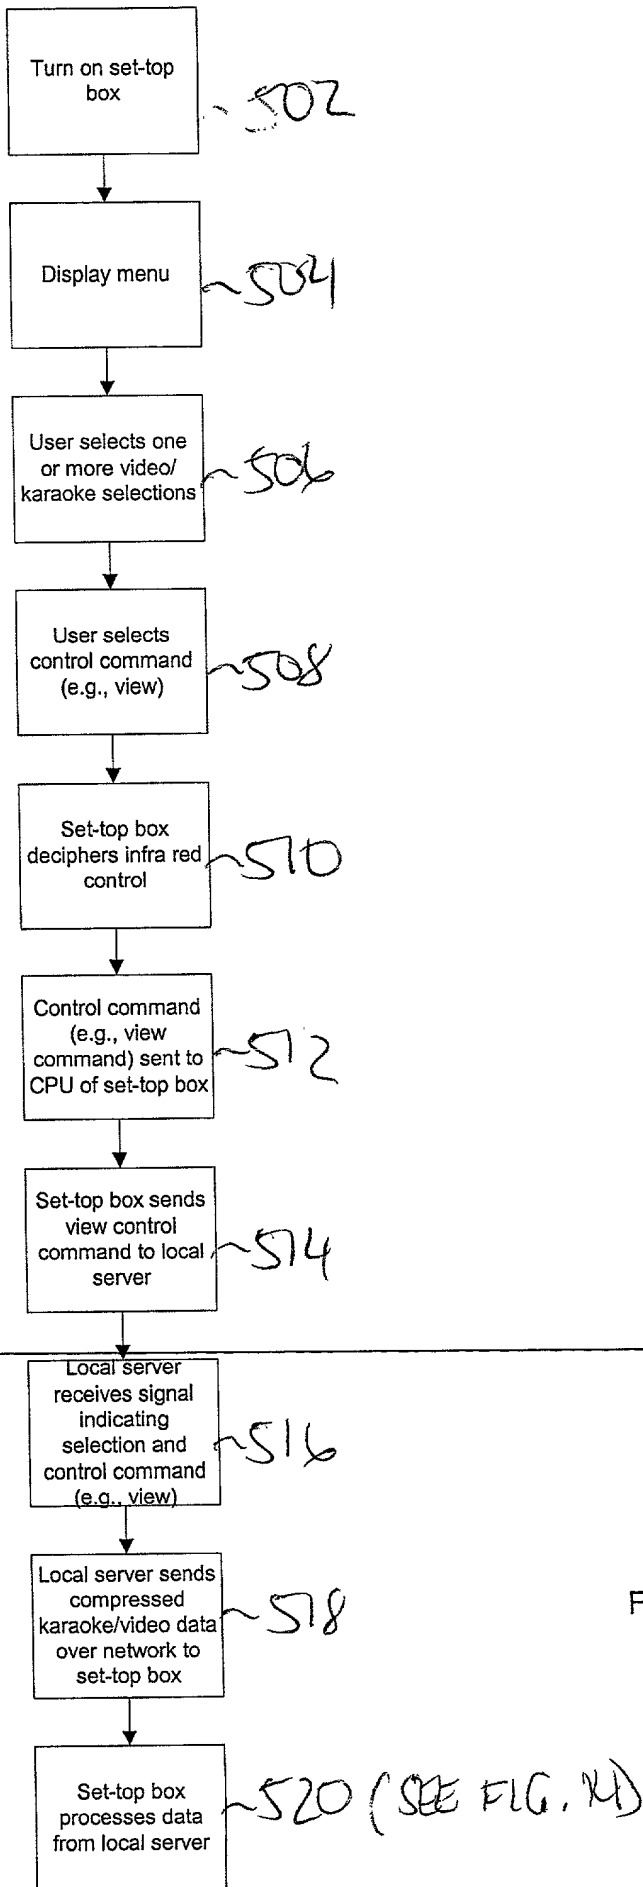 Turn on set-top
box
502
Display menu
504
User selects one
or more video/
karaoke selections
506
User selects
control command
(e.g., view)
508
Set-top box
deciphers infra red
control
510
Control command
(e.g., view
command) sent to
CPU of set-top box
512
Set-top box sends
view control
command to local
server
514
Local server
receives signal
indicating
selection and
control command
(e.g., view)
516
Local server sends
compressed
karaoke/video data
over network to
set-top box
518
F
Set-top box
processes data
from local server
520 (SEE FIG.